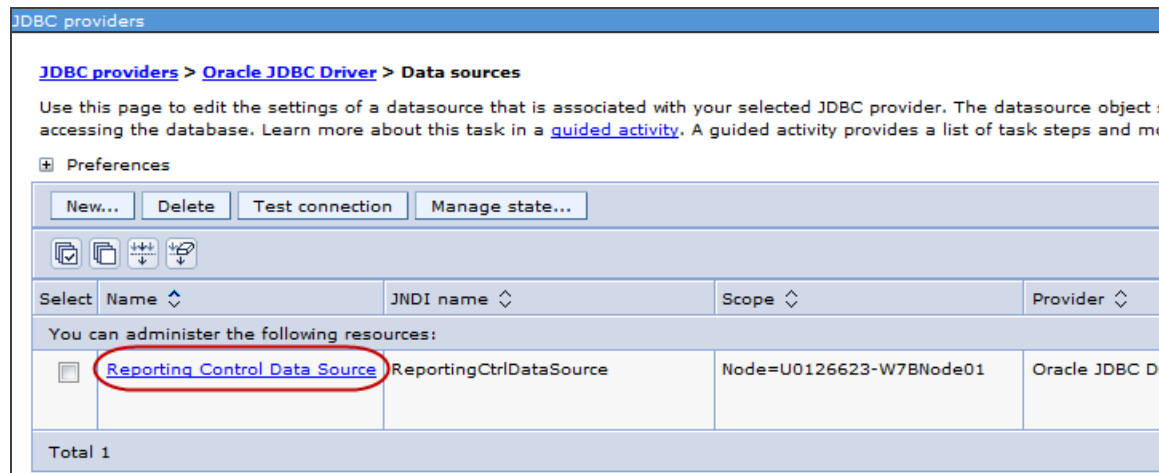 JDBC providers
JDBC providers > Oracle JDBC Driver > Data sources
Use this page to edit the settings of a datasource that is associated with your selected JDBC provider. The datasource object
accessing the database. Learn more about this task in a guided activity. A guided activity provides a list of task steps and
Preferences
New... Delete Test connection Manage state...
Select Name JNDI name Scope Provider
You can administer the following resources:
Reporting Control Data Source ReportingCtrlDataSource Node=U0126623-W7BNode01 Oracle JDBC D
Total 1